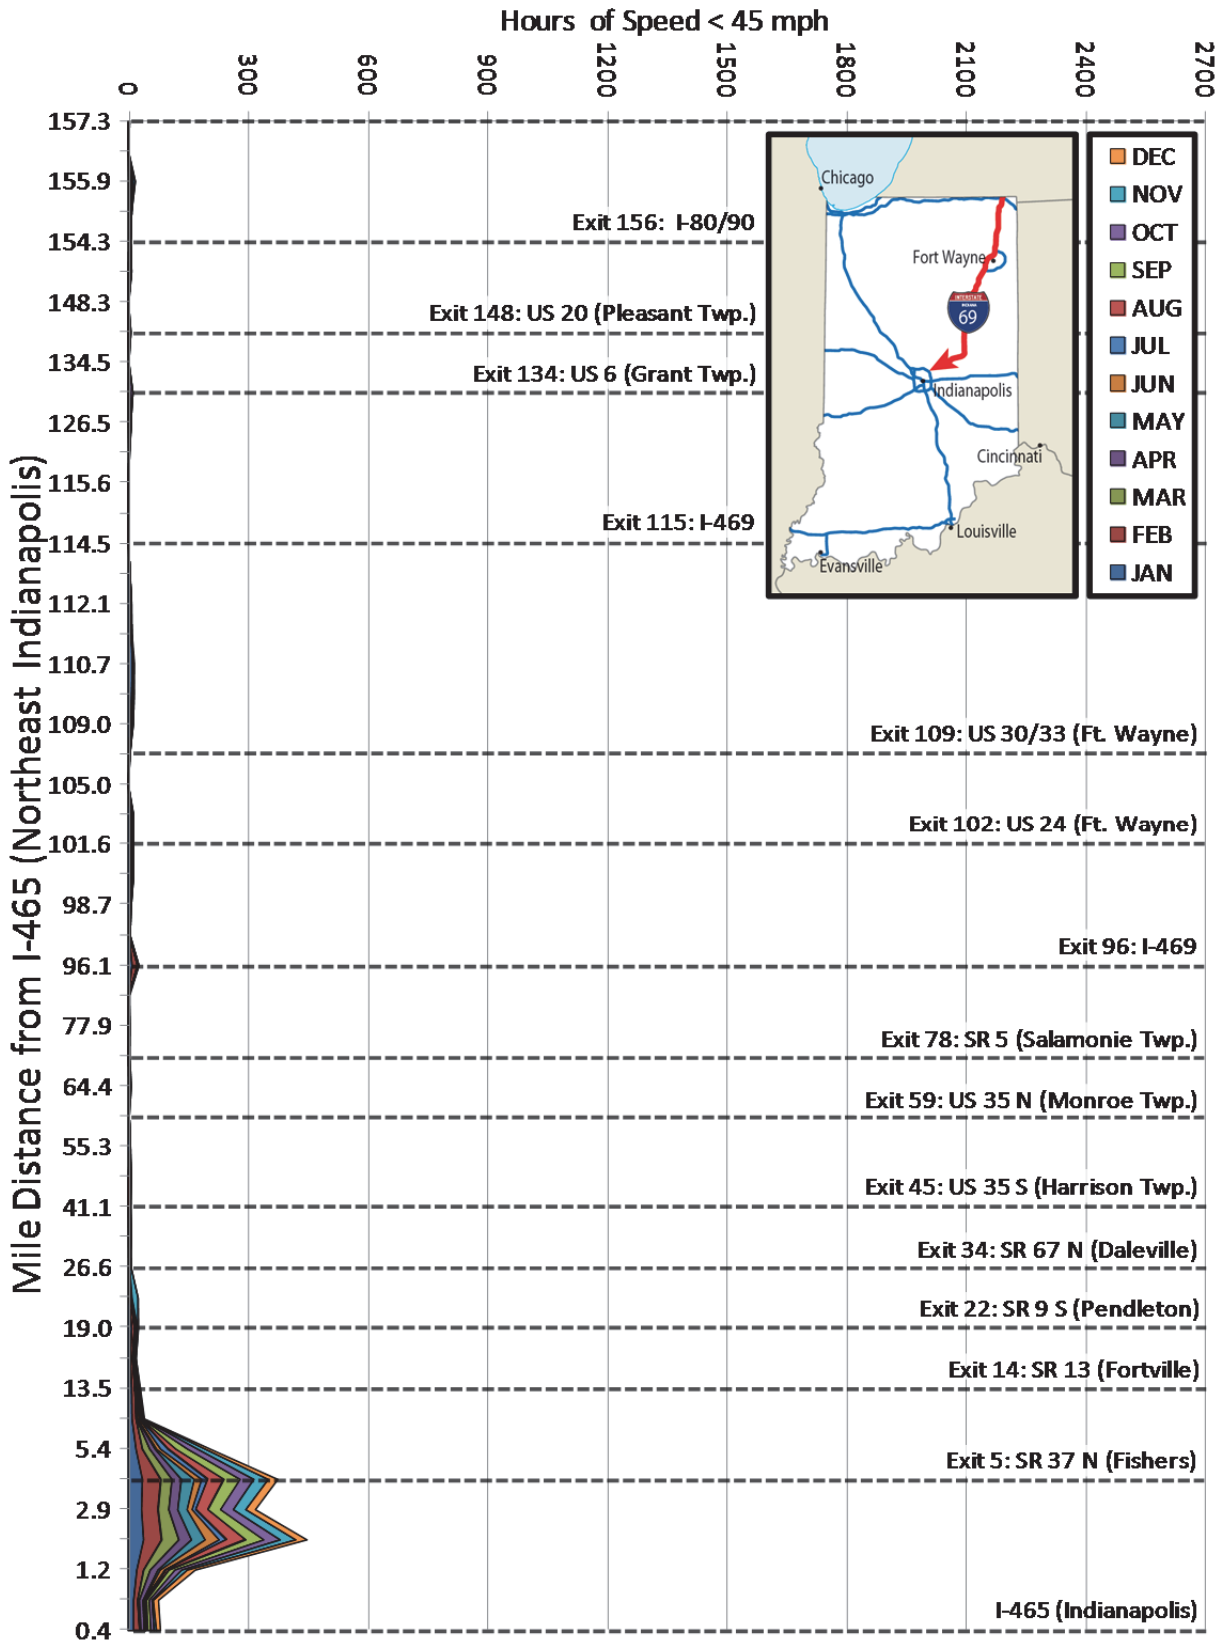 Hours of Speed < 45 mph
0
300
600
900
1200
1500
1800
2100
2400
2700
Mile Distance from I-465 (Northeast Indianapolis)
157.3
155.9
154.3
148.3
134.5
126.5
115.6
114.5
112.1
110.7
109.0
105.0
101.6
98.7
96.1
77.9
64.4
55.3
41.1
26.6
19.0
13.5
5.4
2.9
1.2
0.4
Exit 156: I-80/90
Exit 148: US 20 (Pleasant Twp.)
Exit 134: US 6 (Grant Twp.)
Exit 115: I-469
Exit 109: US 30/33 (Ft. Wayne)
Exit 102: US 24 (Ft. Wayne)
Exit 96: I-469
Exit 78: SR 5 (Salamonie Twp.)
Exit 59: US 35 N (Monroe Twp.)
Exit 45: US 35 S (Harrison Twp.)
Exit 34: SR 67 N (Daleville)
Exit 22: SR 9 S (Pendleton)
Exit 14: SR 13 (Fortville)
Exit 5: SR 37 N (Fishers)
I-465 (Indianapolis)
Chicago
Fort Wayne
INTERSTATE
INDIANA
69
Indianapolis
Cincinnati
Louisville
Evansville
DEC
NOV
OCT
SEP
AUG
JUL
JUN
MAY
APR
MAR
FEB
JAN